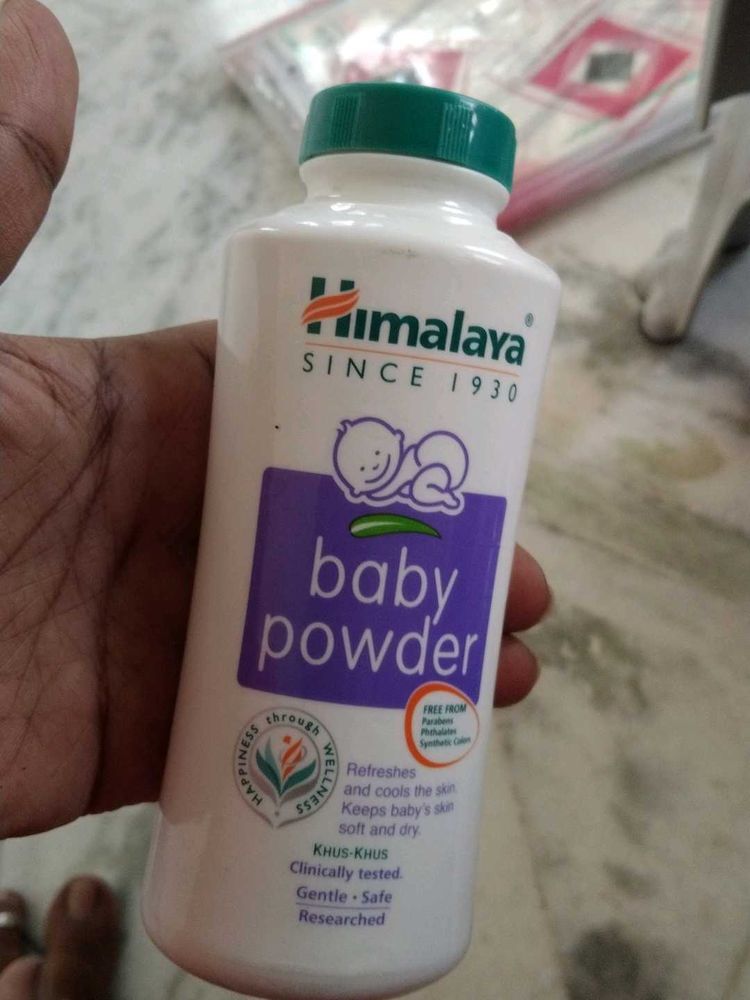 Himalaya®
SINCE 1930
baby
powder
FREE FROM
Parabens
Phthalates
Synthetic Colors
HAPPINESS through WELLNESS
Refreshes
and cools the skin.
Keeps baby's skin
soft and dry.
KHUS-KHUS
Clinically tested.
Gentle • Safe
Researched